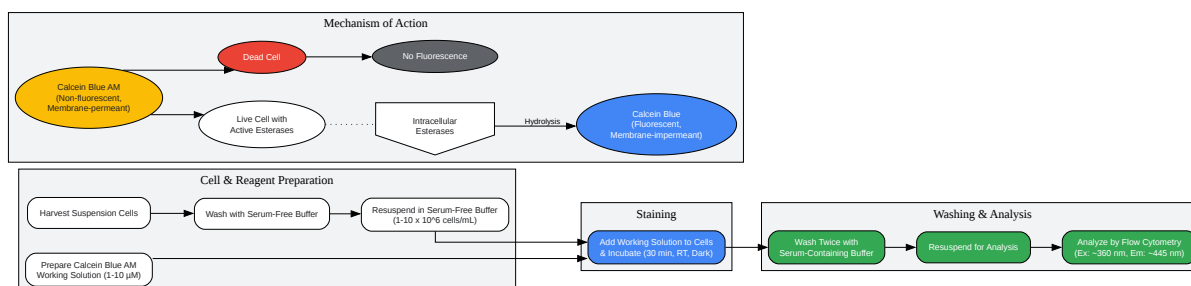 Mechanism of Action
Dead Cell
No Fluorescence
Calcein Blue AM
(Non-fluorescent,
Membrane-permeant)
Live Cell with
Active Esterases
Intracellular
Esterases
Hydrolysis
Calcein Blue
(Fluorescent,
Membrane-impermeant)
Cell & Reagent Preparation
Harvest Suspension Cells
Wash with Serum-Free Buffer
Resuspend in Serum-Free Buffer
(1-10 x 10^6 cells/mL)
Prepare Calcein Blue AM
Working Solution (1-10 μM)
Staining
Add Working Solution to Cells
& Incubate (30 min, RT, Dark)
Washing & Analysis
Wash Twice with
Serum-Containing Buffer
Resuspend for Analysis
Analyze by Flow Cytometry
(Ex: ~360 nm, Em: ~445 nm)